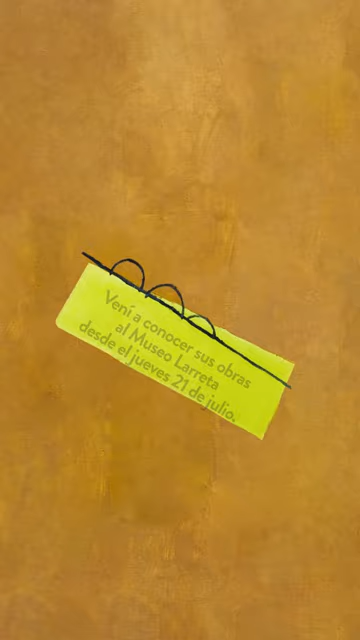 Vení a conocer sus obras
al Museo Larreta
desde el jueves 21 de julio.